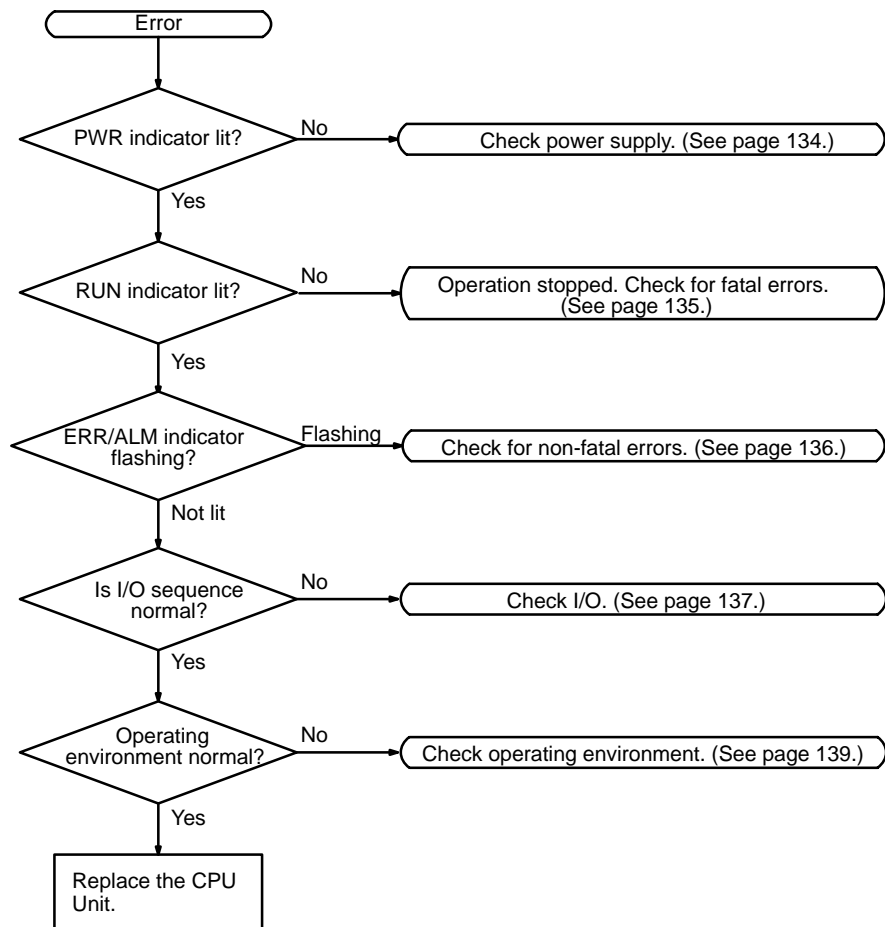 Error
PWR indicator lit?
No
Check power supply. (See page 134.)
Yes
RUN indicator lit?
No
Operation stopped. Check for fatal errors.
(See page 135.)
Yes
ERR/ALM indicator
flashing?
Flashing
Check for non-fatal errors. (See page 136.)
Not lit
Is I/O sequence
normal?
No
Check I/O. (See page 137.)
Yes
Operating
environment normal?
No
Check operating environment. (See page 139.)
Yes
Replace the CPU
Unit.